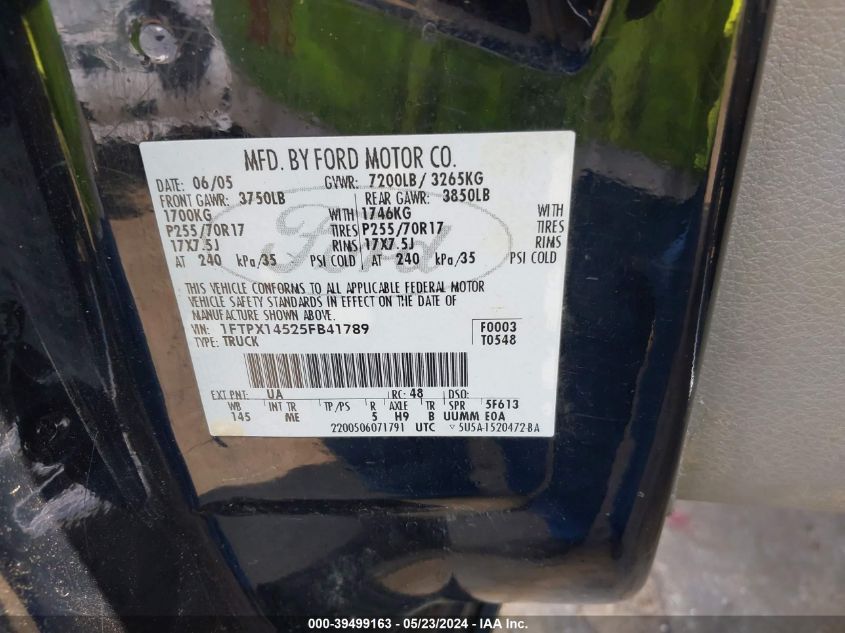 MFD. BY FORD MOTOR CO.
DATE: 06/05 GVWR: 7200LB/ 3265KG
FRONT GAWR: 3750LB REAR GAWR: 3850LB
1700KG WITH 1746KG WITH
P255/70R17 TIRES P255/70R17 TIRES
17X7.5J RIMS 17X7.5J RIMS
AT 240 kPa/35 PSI COLD AT 240 kPa/35 PSI COLD
Ford
THIS VEHICLE CONFORMS TO ALL APPLICABLE FEDERAL MOTOR
VEHICLE SAFETY STANDARDS IN EFFECT ON THE DATE OF
MANUFACTURE SHOWN ABOVE.
VIN: 1FTPX14525FB41789 F0003
TYPE: TRUCK T0548
EXT PNT: UA RC: 48 DSO:
WB INT TR TP/PS R AXLE TR SPR 5F613
145 ME 5 H9 B UUMM E0A
2200506071791 UTC ▽ 5U5A-1520472-BA
000-39499163 - 05/23/2024 - IAA Inc.